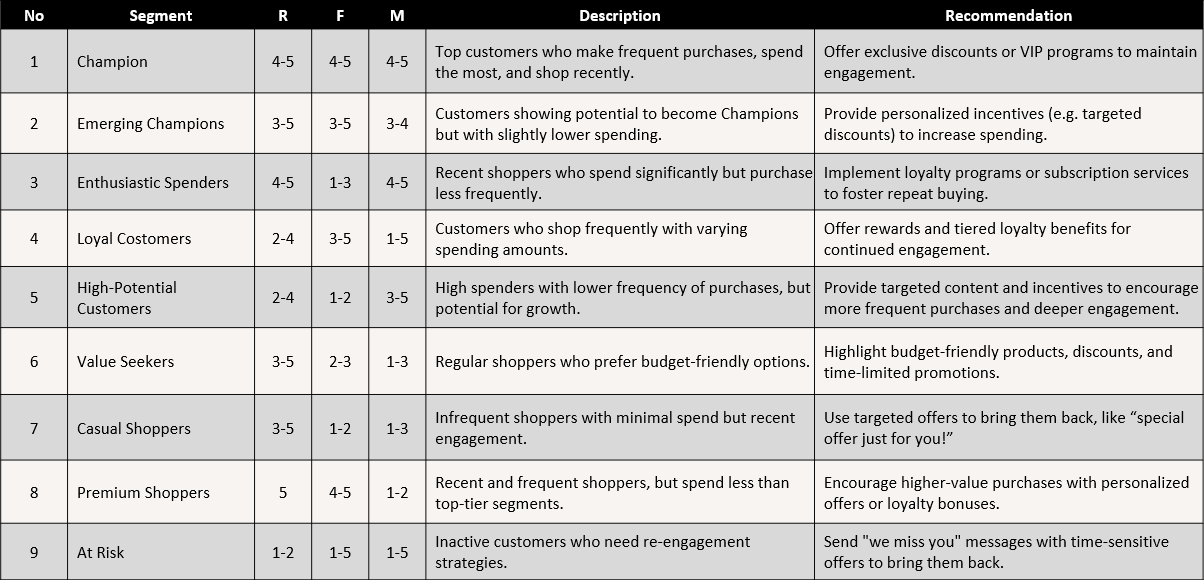 No Segment R F M Description Recommendation
1 Champion 4-5 4-5 4-5 Top customers who make frequent purchases, spend the most, and shop recently. Offer exclusive discounts or VIP programs to maintain engagement.
2 Emerging Champions 3-5 3-5 3-4 Customers showing potential to become Champions but with slightly lower spending. Provide personalized incentives (e.g. targeted discounts) to increase spending.
3 Enthusiastic Spenders 4-5 1-3 4-5 Recent shoppers who spend significantly but purchase less frequently. Implement loyalty programs or subscription services to foster repeat buying.
4 Loyal Costomers 2-4 3-5 1-5 Customers who shop frequently with varying spending amounts. Offer rewards and tiered loyalty benefits for continued engagement.
5 High-Potential Customers 2-4 1-2 3-5 High spenders with lower frequency of purchases, but potential for growth. Provide targeted content and incentives to encourage more frequent purchases and deeper engagement.
6 Value Seekers 3-5 2-3 1-3 Regular shoppers who prefer budget-friendly options. Highlight budget-friendly products, discounts, and time-limited promotions.
7 Casual Shoppers 3-5 1-2 1-3 Infrequent shoppers with minimal spend but recent engagement. Use targeted offers to bring them back, like “special offer just for you!”
8 Premium Shoppers 5 4-5 1-2 Recent and frequent shoppers, but spend less than top-tier segments. Encourage higher-value purchases with personalized offers or loyalty bonuses.
9 At Risk 1-2 1-5 1-5 Inactive customers who need re-engagement strategies. Send "we miss you" messages with time-sensitive offers to bring them back.